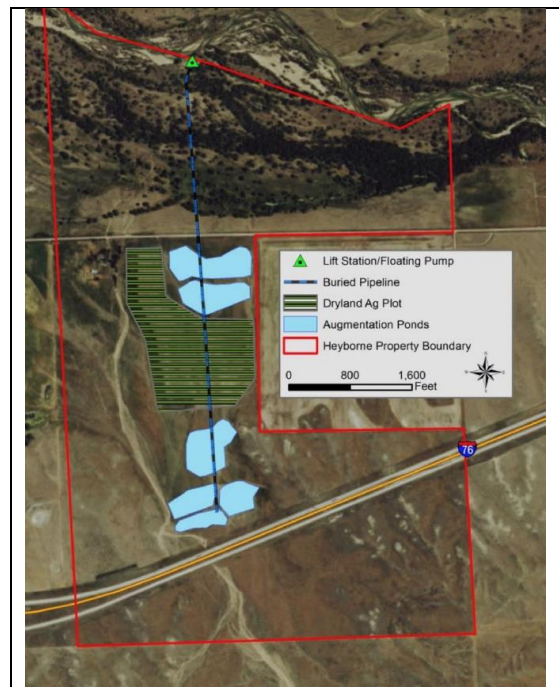 Lift Station/Floating Pump
Buried Pipeline
Dryland Ag Plot
Augmentation Ponds
Heyborne Property Boundary
0 800 1,600
Feet
76